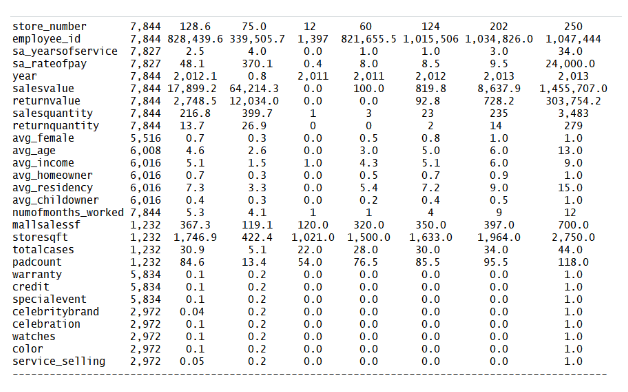 store_number 7,844 128.6 75.0 12 60 124 202 250
employee_id 7,844 828,439.6 339,505.7 1,397 821,655.5 1,015,506 1,034,826.0 1,047,444
sa_yearsofservice 7,827 2.5 4.0 0.0 1.0 1.0 3.0 34.0
sa_rateofpay 7,827 48.1 370.1 0.4 8.0 8.5 9.5 24,000.0
year 7,844 2,012.1 0.8 2,011 2,011 2,012 2,013 2,013
salesvalue 7,844 17,899.2 64,214.3 0.0 100.0 819.8 8,637.9 1,455,707.0
returnvalue 7,844 2,748.5 12,034.0 0.0 0.0 92.8 728.2 303,754.2
salesquantity 7,844 216.8 399.7 1 3 23 235 3,483
returnquantity 7,844 13.7 26.9 0 0 2 14 279
avg_female 5,516 0.7 0.3 0.0 0.5 0.8 1.0 1.0
avg_age 6,008 4.6 2.6 0.0 3.0 5.0 6.0 13.0
avg_income 6,016 5.1 1.5 1.0 4.3 5.1 6.0 9.0
avg_homeowner 6,016 0.7 0.3 0.0 0.5 0.7 0.9 1.0
avg_residency 6,016 7.3 3.3 0.0 5.4 7.2 9.0 15.0
avg_childowner 6,016 0.4 0.3 0.0 0.2 0.4 0.5 1.0
numofmonths_worked 7,844 5.3 4.1 1 1 4 9 12
mallsalessf 1,232 367.3 119.1 120.0 320.0 350.0 397.0 700.0
storesqft 1,232 1,746.9 422.4 1,021.0 1,500.0 1,633.0 1,964.0 2,750.0
totalcases 1,232 30.9 5.1 22.0 28.0 30.0 34.0 44.0
padcount 1,232 84.6 13.4 54.0 76.5 85.5 95.5 118.0
warranty 5,834 0.1 0.2 0.0 0.0 0.0 0.0 1.0
credit 5,834 0.1 0.2 0.0 0.0 0.0 0.0 1.0
specialevent 5,834 0.1 0.2 0.0 0.0 0.0 0.0 1.0
celebritybrand 2,972 0.04 0.2 0.0 0.0 0.0 0.0 1.0
celebration 2,972 0.1 0.2 0.0 0.0 0.0 0.0 1.0
watches 2,972 0.1 0.2 0.0 0.0 0.0 0.0 1.0
color 2,972 0.1 0.2 0.0 0.0 0.0 0.0 1.0
service_selling 2,972 0.05 0.2 0.0 0.0 0.0 0.0 1.0